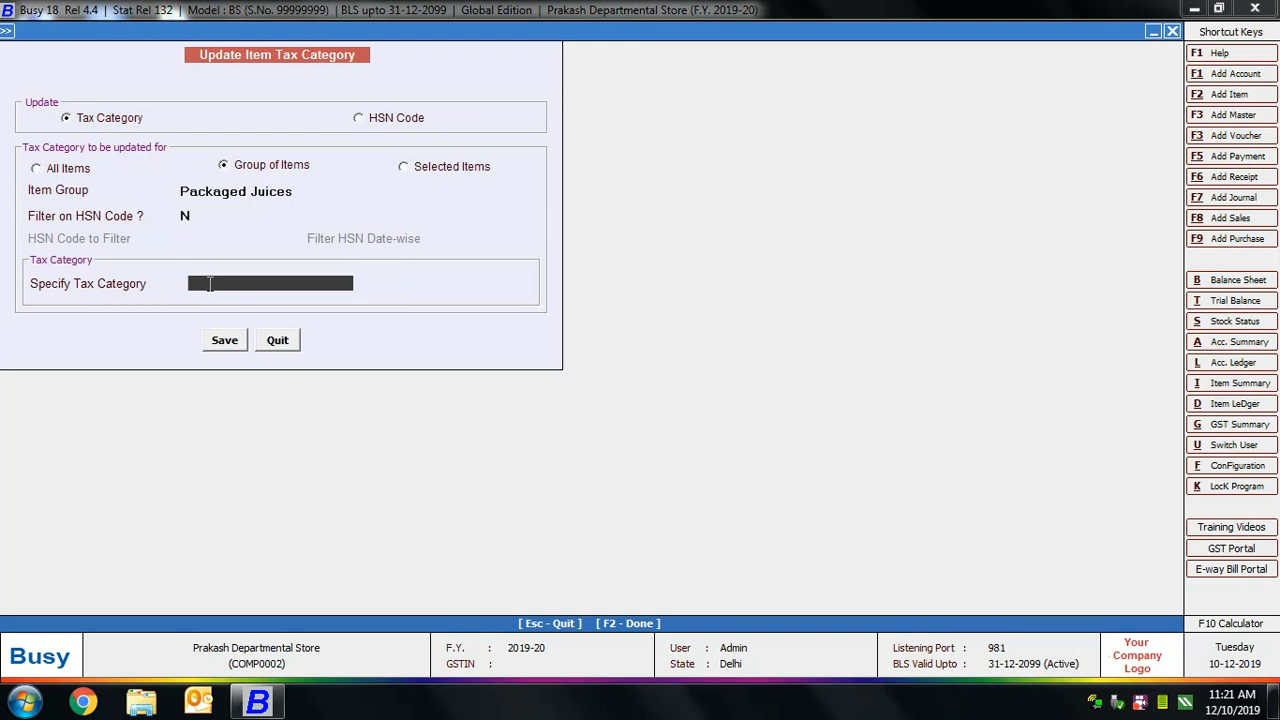 Busy 18 Rel 4.4 | Stat Rel 132 | Model : BS (S.No. 99999999) | BLS upto 31-12-2099 | Global Edition | Prakash Departmental Store (F.Y. 2019-20)
>>
Update Item Tax Category
Update
Tax Category HSN Code
Tax Category to be updated for
All Items Group of Items Selected Items
Item Group Packaged Juices
Filter on HSN Code ? N
HSN Code to Filter Filter HSN Date-wise
Tax Category
Specify Tax Category
Save Quit
Shortcut Keys
F1 Help
F1 Add Account
F2 Add Item
F3 Add Master
F3 Add Voucher
F5 Add Payment
F6 Add Receipt
F7 Add Journal
F8 Add Sales
F9 Add Purchase
B Balance Sheet
T Trial Balance
S Stock Status
A Acc. Summary
L Acc. Ledger
I Item Summary
D Item LeDger
G GST Summary
U Switch User
F ConFiguration
K LocK Program
Training Videos
GST Portal
E-way Bill Portal
[ Esc - Quit ] [ F2 - Done ]
F10 Calculator
Busy
Prakash Departmental Store
(COMP0002)
F.Y. : 2019-20
GSTIN :
User : Admin
State : Delhi
Listening Port : 981
BLS Valid Upto : 31-12-2099 (Active)
Your
Company
Logo
Tuesday
10-12-2019
11:21 AM
12/10/2019